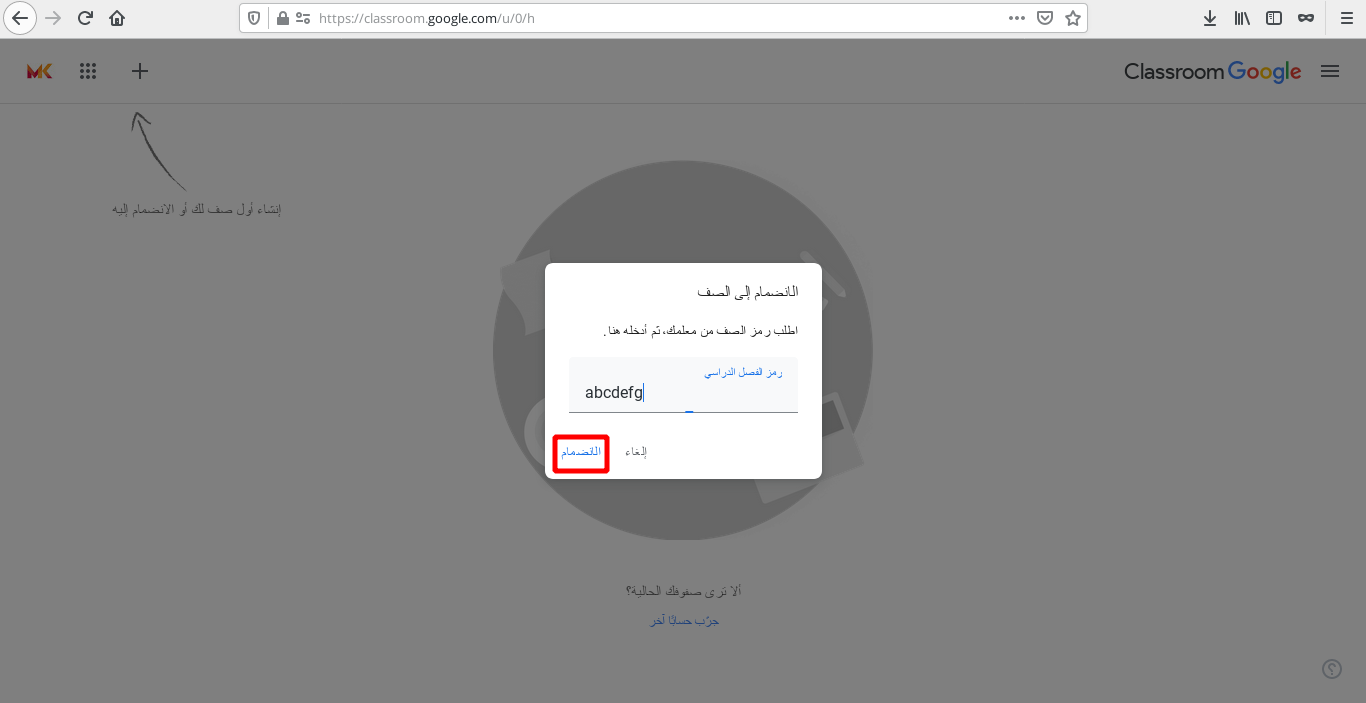 https://classroom.google.com/u/0/h
Classroom Google
إنشاء أول صف لك أو الانضمام إليه
الانضمام إلى الصف
اطلب رمز الصف من معلمك، ثم أدخله هنا.
رمز الفصل الدراسي
abcdefg
إلغاء
الانضمام
ألا ترى صفوفك الحالية؟
جرّب حسابًا آخر